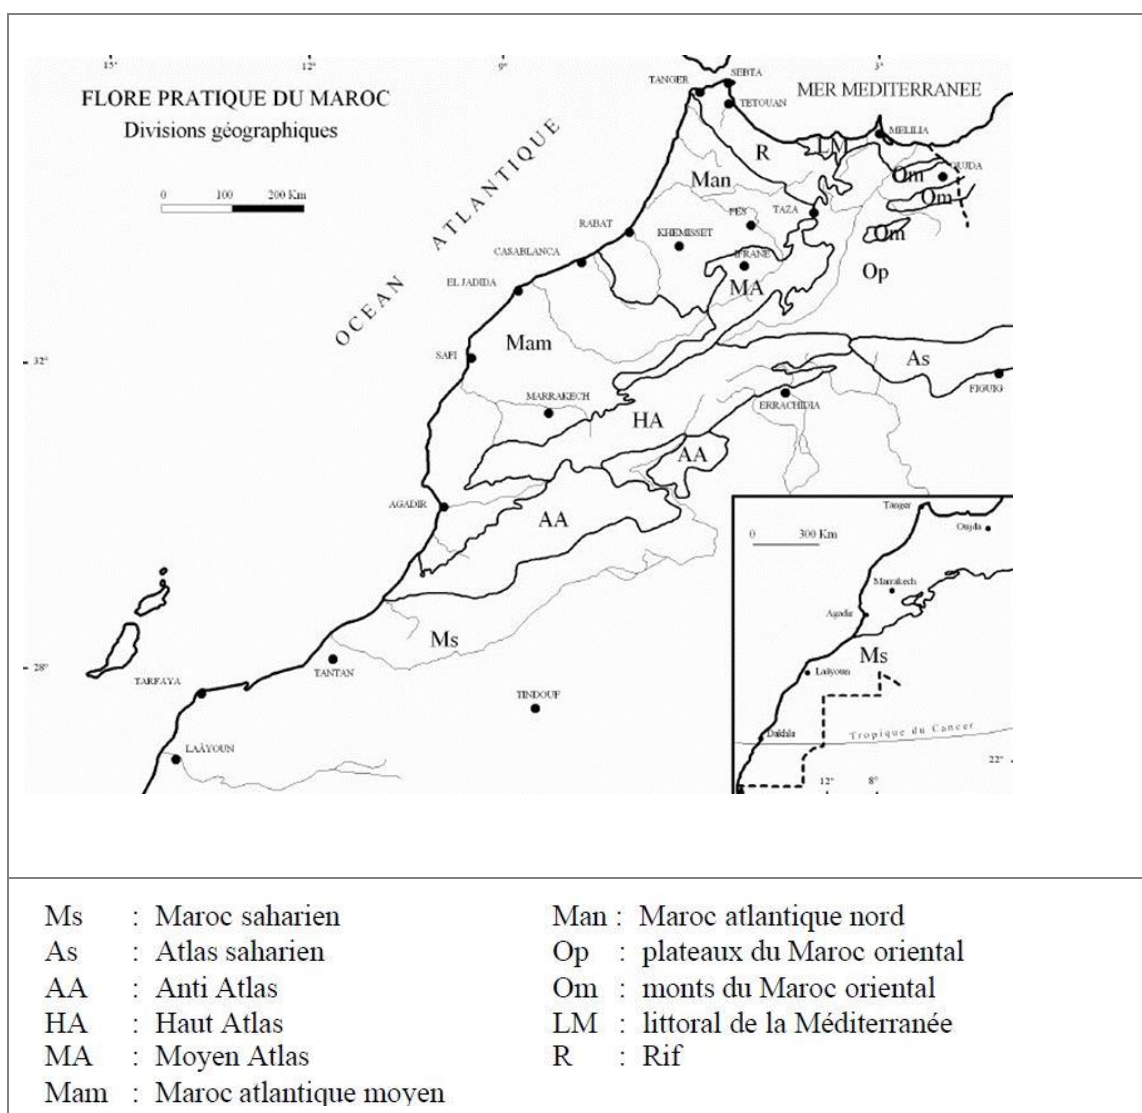 15° 12° 9° 3°
FLORE PRATIQUE DU MAROC
Divisions géographiques
0 100 200 Km
OCEAN ATLANTIQUE
MER MEDITERRANEE
TANGER
SEBTA
TETOUAN
MELILIA
R
LM
Om
OUJDA
Man
Om
TAZA
RABAT
FES
KHEMISSET
Om
CASABLANCA
IFRANE
Op
EL JADIDA
MA
Mam
32°
SAFI
As
FIGUIG
MARRAKECH
ERRACHIDIA
HA
AA
AGADIR
AA
Ms
28°
TANTAN
TARFAYA
TINDOUF
LAÂYOUN
Tanger
Oujda
0 300 Km
Marrakech
Agadir
Ms
Laâyoun
Dakhla
Tropique du Cancer
22°
12° 8°
Ms : Maroc saharien
As : Atlas saharien
AA : Anti Atlas
HA : Haut Atlas
MA : Moyen Atlas
Mam : Maroc atlantique moyen
Man : Maroc atlantique nord
Op : plateaux du Maroc oriental
Om : monts du Maroc oriental
LM : littoral de la Méditerranée
R : Rif